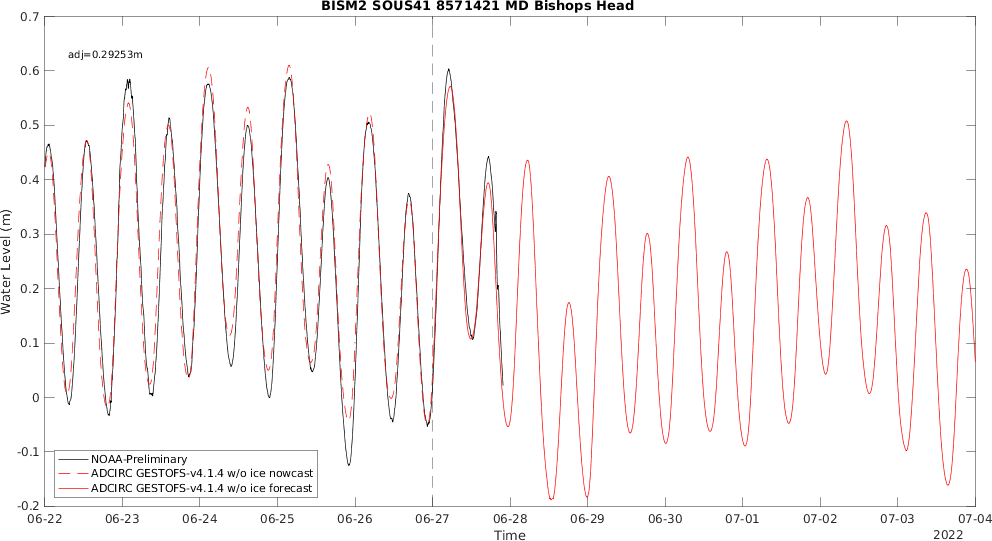 BISM2 SOUS41 8571421 MD Bishops Head
adj=0.29253m
0.7
0.6
0.5
0.4
0.3
0.2
0.1
0
-0.1
-0.2
Water Level (m)
NOAA-Preliminary
ADCIRC GESTOFS-v4.1.4 w/o ice nowcast
ADCIRC GESTOFS-v4.1.4 w/o ice forecast
06-22 06-23 06-24 06-25 06-26 06-27 06-28 06-29 06-30 07-01 07-02 07-03 07-04
Time
2022